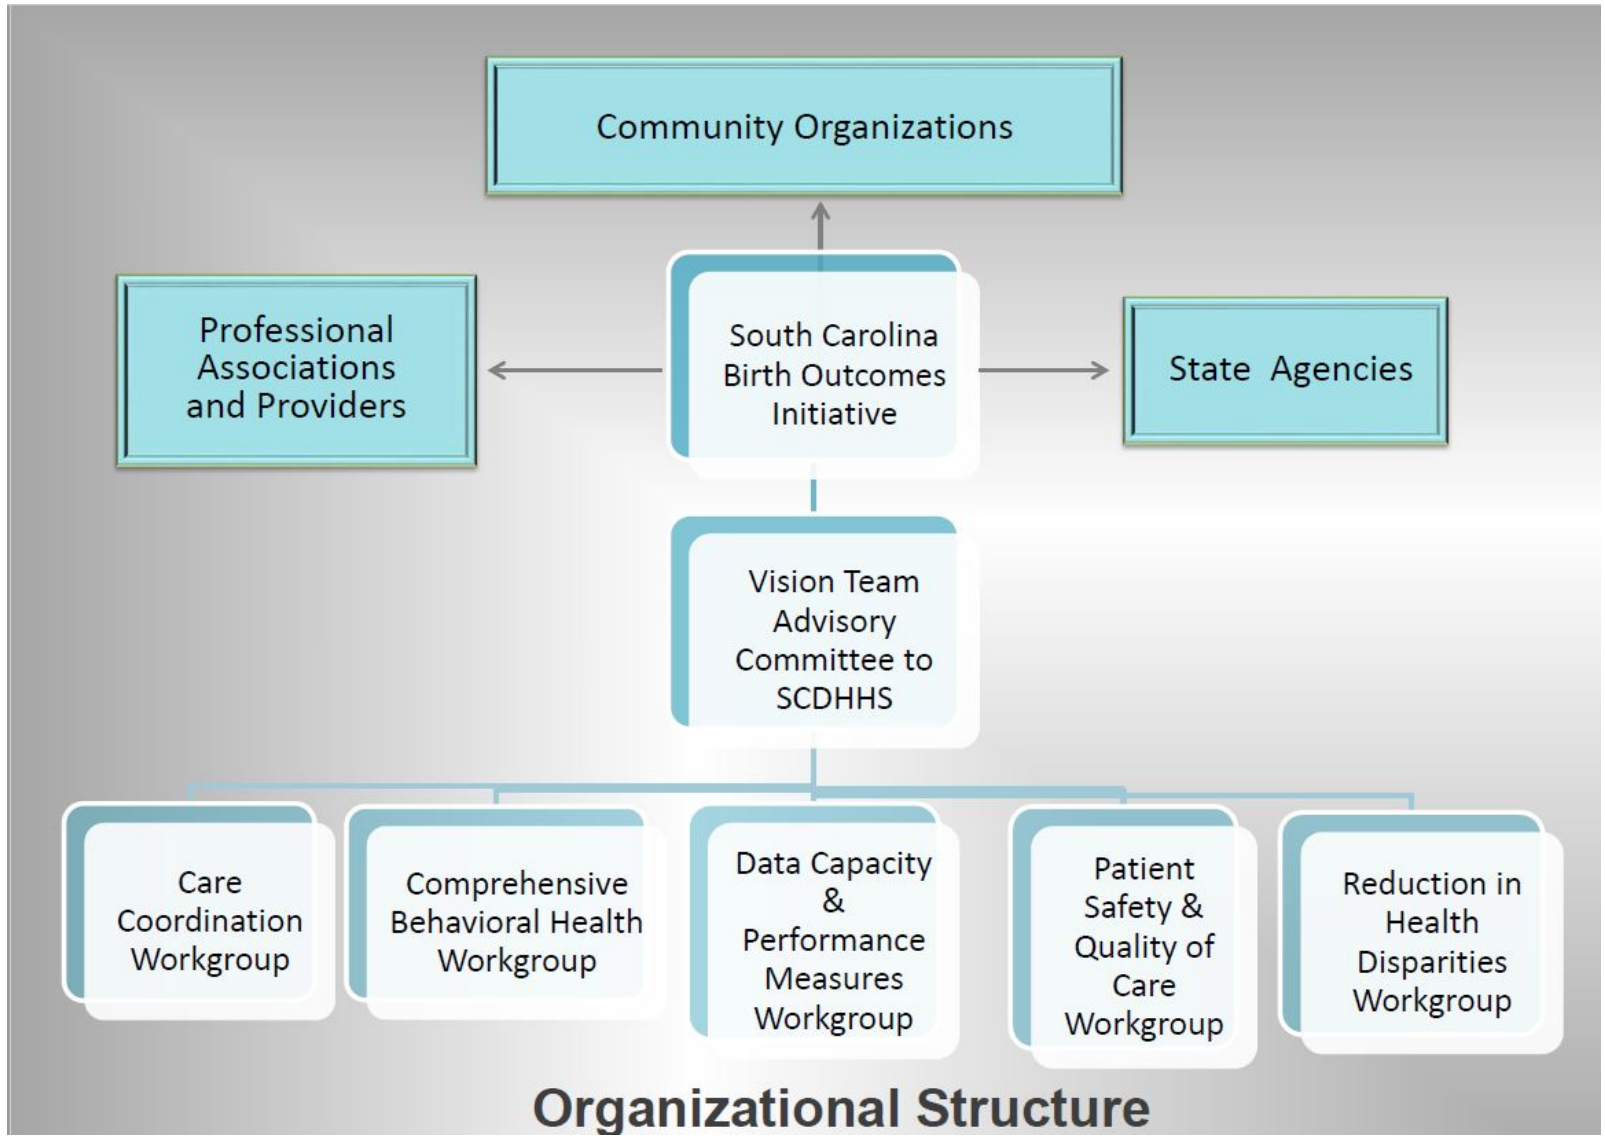 Community Organizations
Professional
Associations
and Providers
South Carolina
Birth Outcomes
Initiative
State Agencies
Vision Team
Advisory
Committee to
SCDHHS
Care
Coordination
Workgroup
Comprehensive
Behavioral Health
Workgroup
Data Capacity
&
Performance
Measures
Workgroup
Patient
Safety &
Quality of
Care
Workgroup
Reduction in
Health
Disparities
Workgroup
Organizational Structure